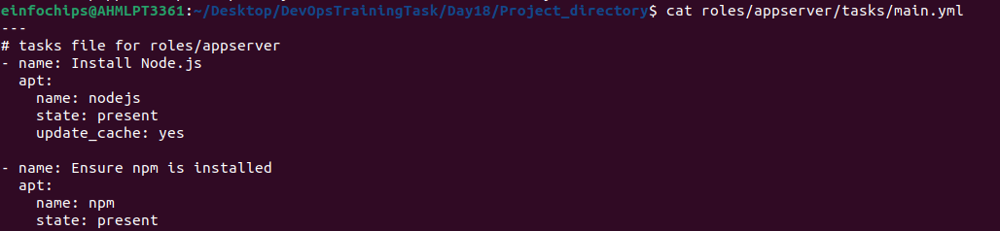 einfochips@AHMLPT3361:~/Desktop/DevOpsTrainingTask/Day18/Project_directory$ cat roles/appserver/tasks/main.yml
---
# tasks file for roles/appserver
- name: Install Node.js
  apt:
    name: nodejs
    state: present
    update_cache: yes

- name: Ensure npm is installed
  apt:
    name: npm
    state: present